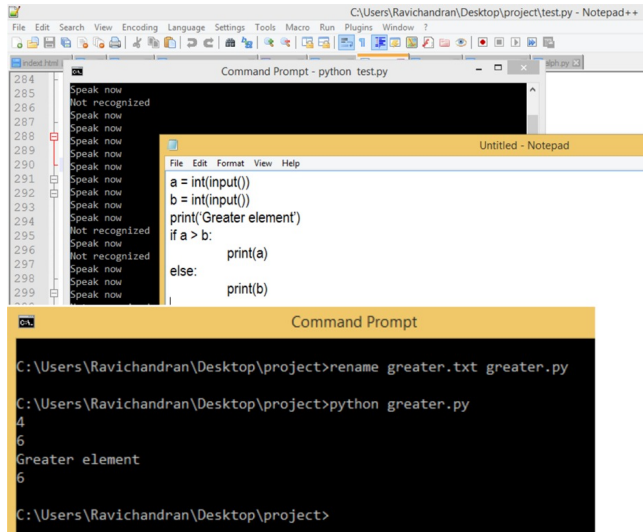 C:\Users\Ravichandran\Desktop\project\test.py - Notepad++
File Edit Search View Encoding Language Settings Tools Macro Run Plugins Window ?
Command Prompt - python test.py
284
285
286
287
288
289
290
291
292
293
294
295
296
297
298
299
Speak now
Not recognized
Speak now
Speak now
Speak now
Speak now
Speak now
Speak now
Speak now
Speak now
Speak now
Not recognized
Speak now
Not recognized
Speak now
Speak now
Speak now
Untitled - Notepad
File Edit Format View Help
a = int(input())
b = int(input())
print(‘Greater element’)
if a > b:
print(a)
else:
print(b)
Command Prompt
C:\Users\Ravichandran\Desktop\project>rename greater.txt greater.py
C:\Users\Ravichandran\Desktop\project>python greater.py
4
6
Greater element
6
C:\Users\Ravichandran\Desktop\project>